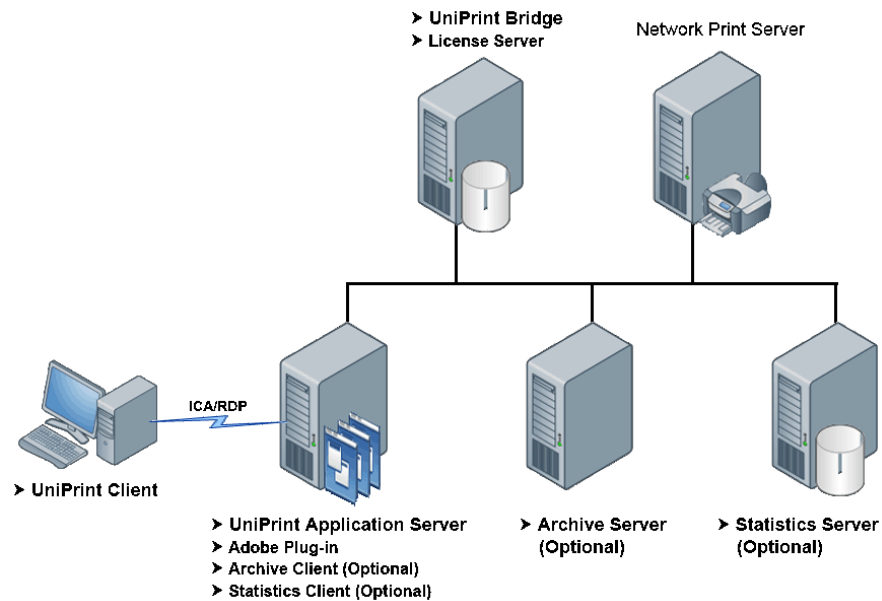 ➤ UniPrint Bridge
➤ License Server
Network Print Server
ICA/RDP
➤ UniPrint Client
➤ UniPrint Application Server
➤ Adobe Plug-in
➤ Archive Client (Optional)
➤ Statistics Client (Optional)
➤ Archive Server
(Optional)
➤ Statistics Server
(Optional)